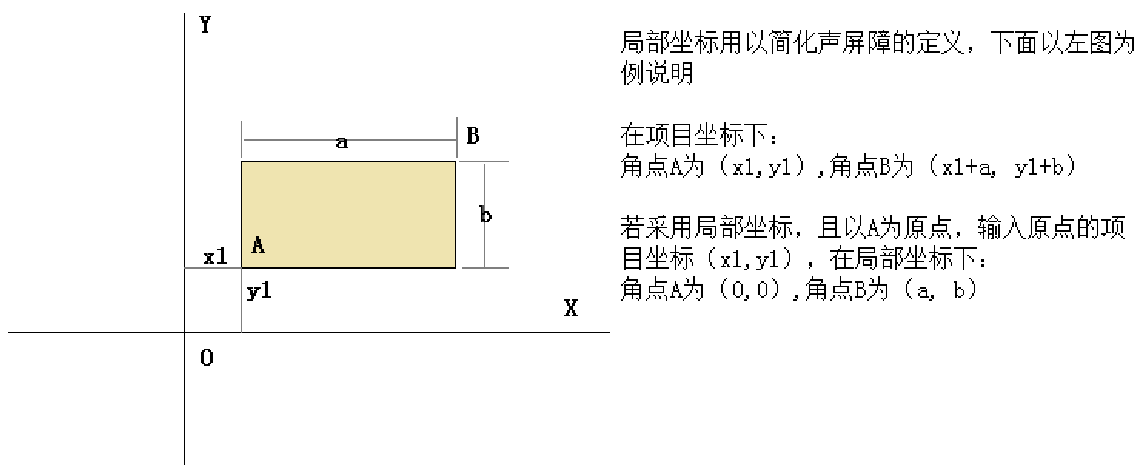 Y
a
B
b
A
x1
y1
X
O
局部坐标用以简化声屏障的定义，下面以左图为
例说明
在项目坐标下：
角点A为（x1,y1）,角点B为（x1+a, y1+b）
若采用局部坐标，且以A为原点，输入原点的项
目坐标（x1,y1），在局部坐标下：
角点A为（0,0）,角点B为（a, b）